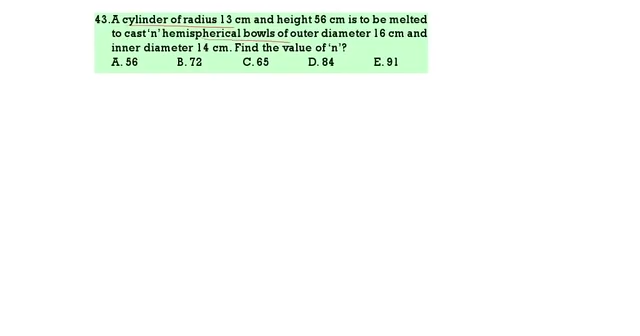 43.A cylinder of radius 13 cm and height 56 cm is to be melted
to cast ‘n’ hemispherical bowls of outer diameter 16 cm and
inner diameter 14 cm. Find the value of ‘n’?
A. 56 B. 72 C. 65 D. 84 E. 91